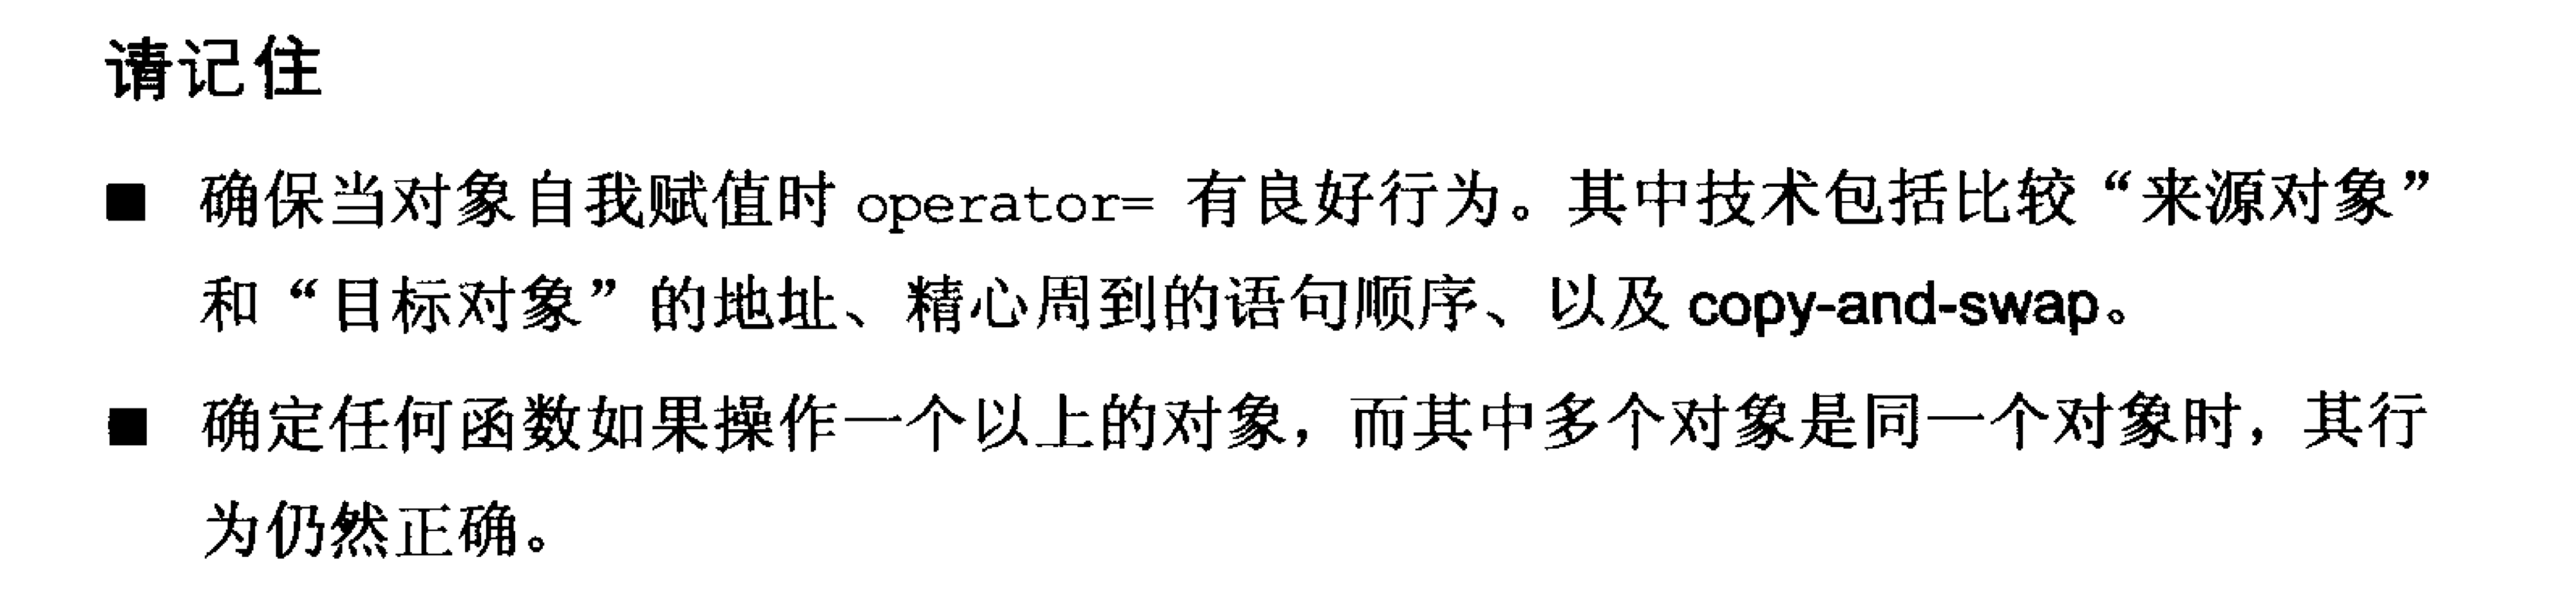 请记住
■ 确保当对象自我赋值时 operator= 有良好行为。其中技术包括比较“来源对象”
和“目标对象”的地址、精心周到的语句顺序、以及 copy-and-swap。
■ 确定任何函数如果操作一个以上的对象，而其中多个对象是同一个对象时，其行
为仍然正确。